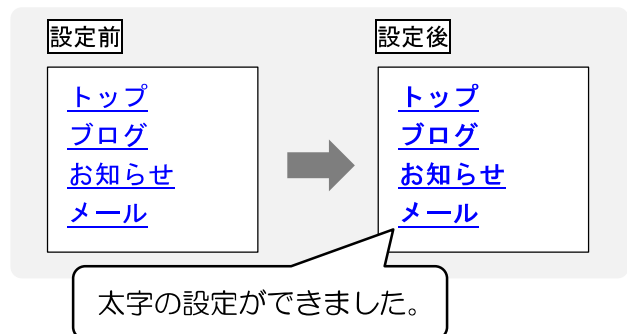 設定前
トップ
ブログ
お知らせ
メール
設定後
トップ
ブログ
お知らせ
メール
太字の設定ができました。